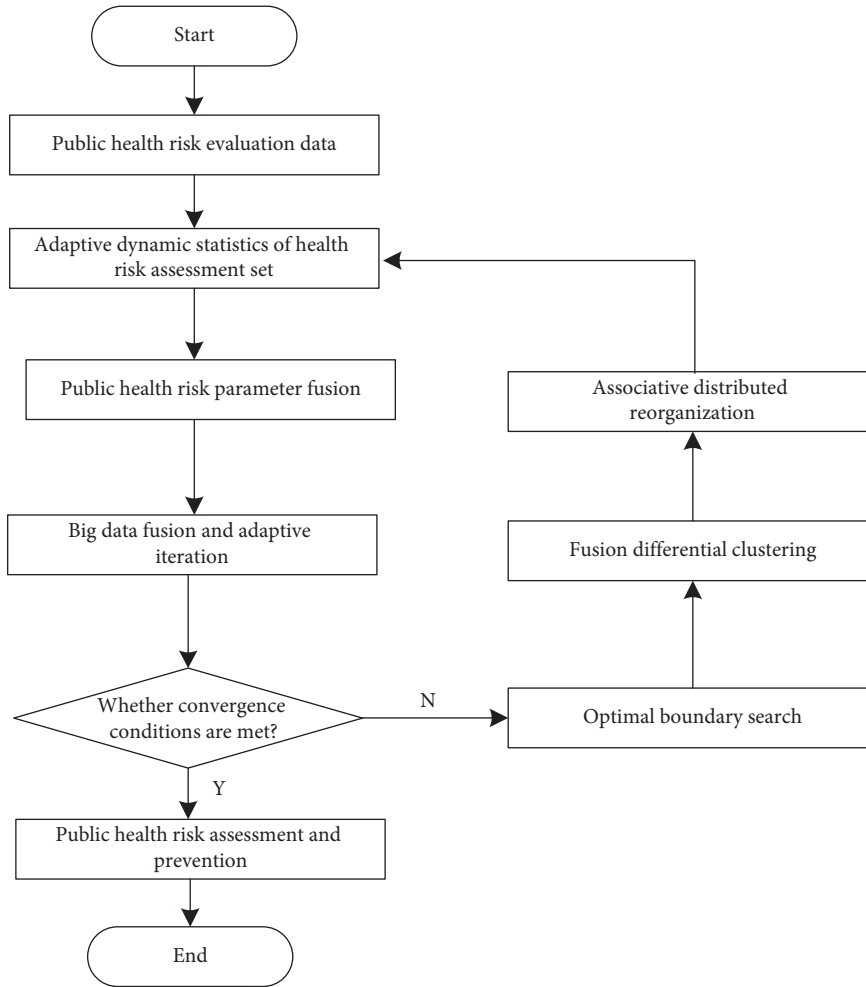 Start
Public health risk evaluation data
Adaptive dynamic statistics of health
risk assessment set
Public health risk parameter fusion
Associative distributed
reorganization
Big data fusion and adaptive
iteration
Fusion differential clustering
Whether convergence
conditions are met?
N
Optimal boundary search
Y
Public health risk assessment and
prevention
End